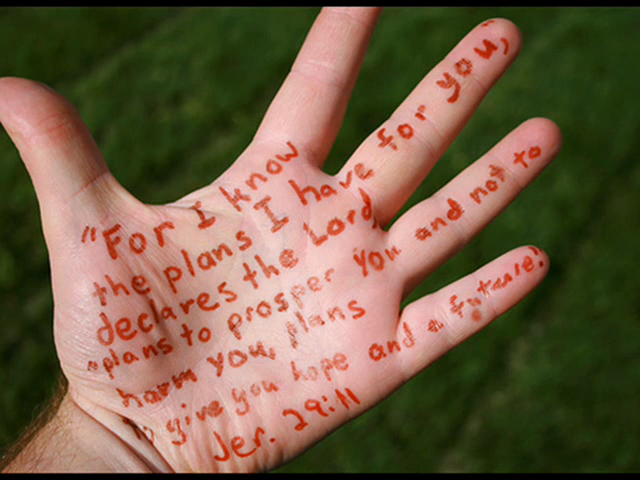 "For I know
the plans I have for you,"
declares the Lord,
"plans to prosper you and not to
harm you, plans
to give you hope and a future".
Jer. 29:11